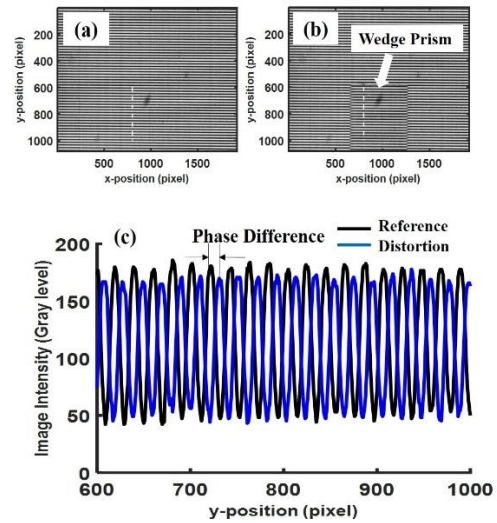 (a)
0
200
400
600
800
1000
y-position (pixel)
500
1000
1500
x-position (pixel)
(b)
Wedge Prism
0
200
400
600
800
1000
y-position (pixel)
500
1000
1500
x-position (pixel)
(c)
Phase Difference
Reference
Distortion
200
150
100
50
0
Image Intensity (Gray level)
600
700
800
900
1000
y-position (pixel)